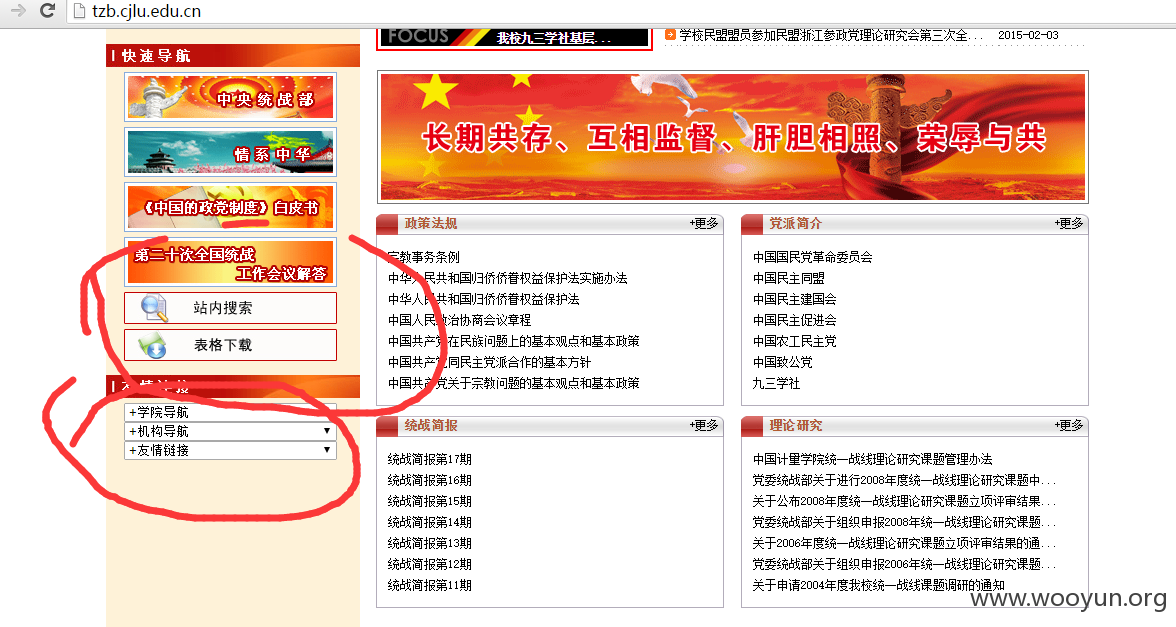 tzb.cjlu.edu.cn
快速导航
中央统战部
情系中华
《中国的政党制度》白皮书
第二十次全国统战
工作会议解答
站内搜索
表格下载
+学院导航
+机构导航
+友情链接
FOCUS
我校九三学社基层...
学校民盟盟员参加民盟浙江参政党理论研究会第三次全... 2015-02-03
长期共存、互相监督、肝胆相照、荣辱与共
政策法规 +更多
宗教事务条例
中华人民共和国归侨侨眷权益保护法实施办法
中华人民共和国归侨侨眷权益保护法
中国人民政治协商会议章程
中国共产党在民族问题上的基本观点和基本政策
中国共产党同民主党派合作的基本方针
中国共产党关于宗教问题的基本观点和基本政策
党派简介 +更多
中国国民党革命委员会
中国民主同盟
中国民主建国会
中国民主促进会
中国农工民主党
中国致公党
九三学社
统战简报 +更多
统战简报第17期
统战简报第16期
统战简报第15期
统战简报第14期
统战简报第13期
统战简报第12期
统战简报第11期
理论研究 +更多
中国计量学院统一战线理论研究课题管理办法
党委统战部关于进行2008年度统一战线理论研究课题中...
关于公布2008年度统一战线理论研究课题立项评审结果...
党委统战部关于组织申报2008年统一战线理论研究课题...
关于2006年度统一战线理论研究课题立项评审结果的通...
党委统战部关于组织申报2006年统一战线理论研究课题...
关于申请2004年度我校统一战线课题调研的通知
www.wooyun.org